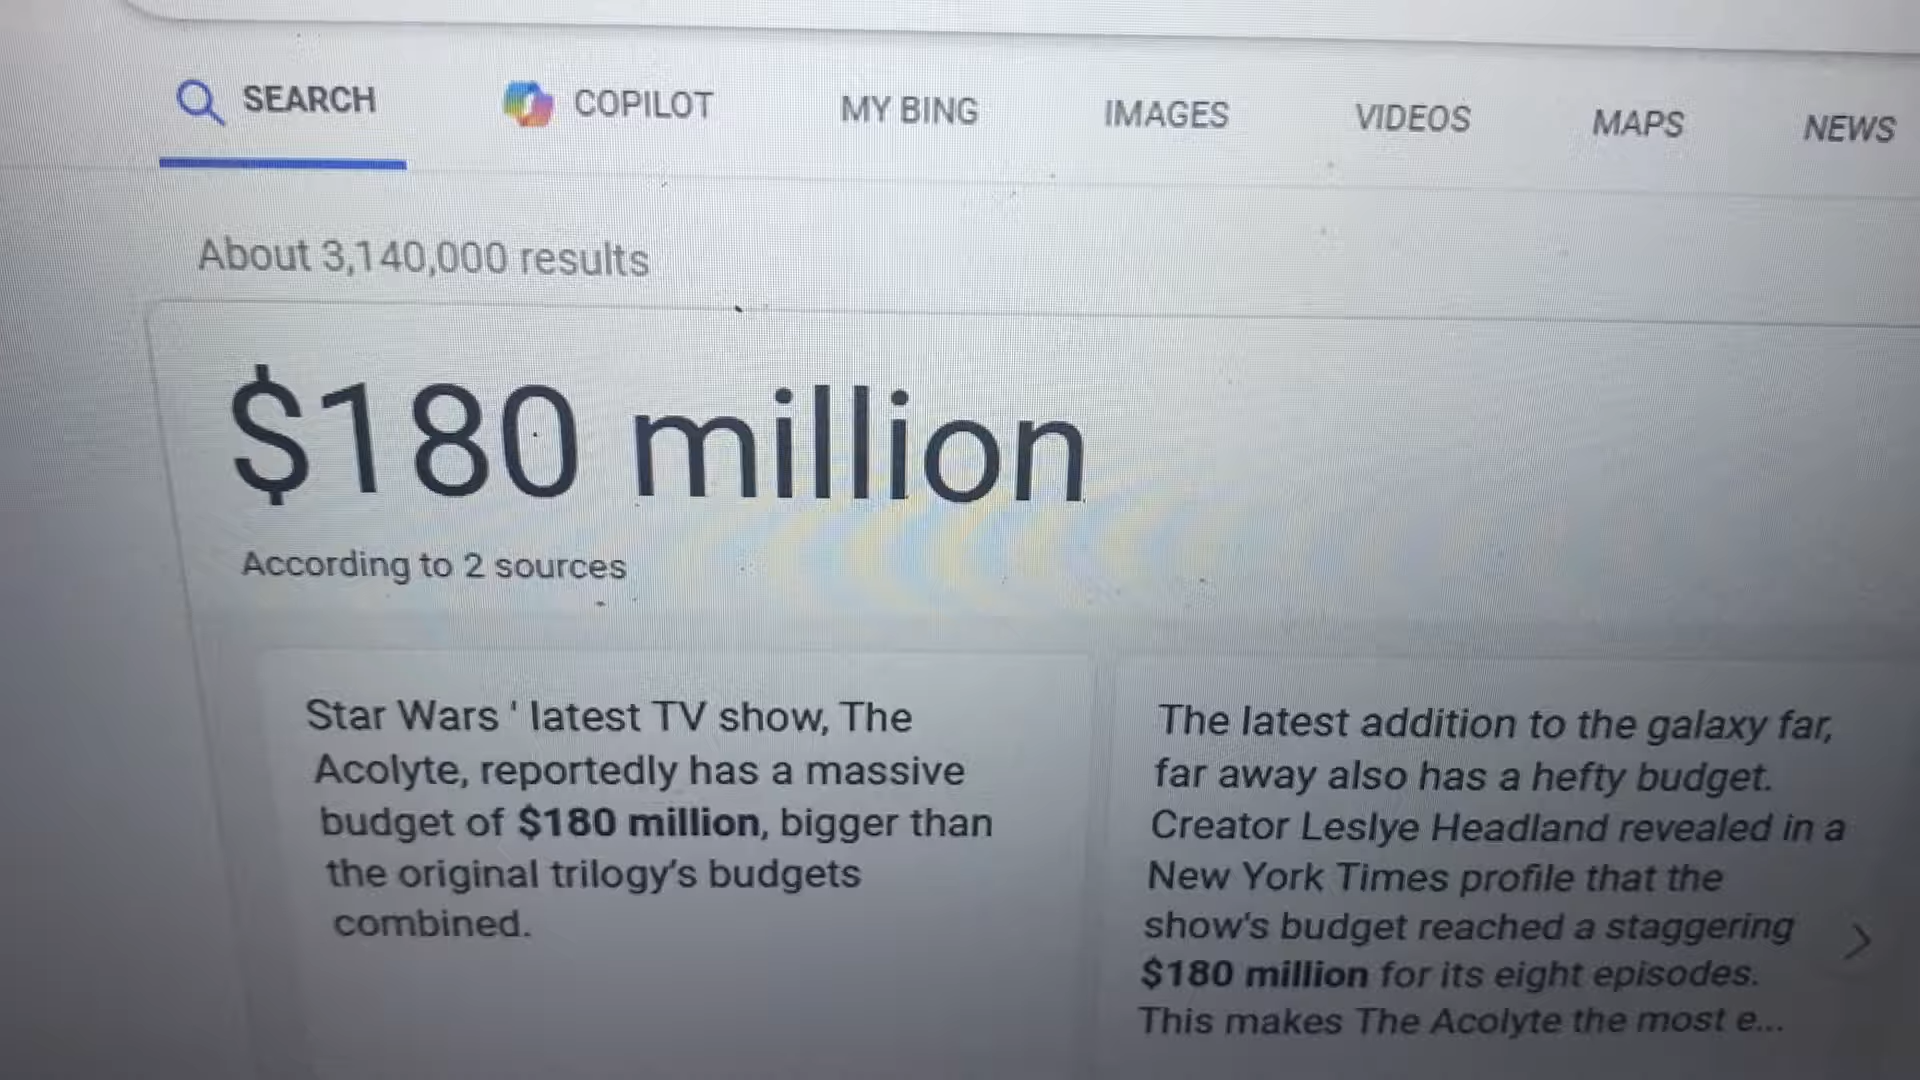 SEARCH COPILOT MY BING IMAGES VIDEOS MAPS NEWS
About 3,140,000 results
$180 million
According to 2 sources
Star Wars ' latest TV show, The
Acolyte, reportedly has a massive
budget of $180 million, bigger than
the original trilogy's budgets
combined.
The latest addition to the galaxy far,
far away also has a hefty budget.
Creator Leslye Headland revealed in a
New York Times profile that the
show's budget reached a staggering
$180 million for its eight episodes.
This makes The Acolyte the most e...